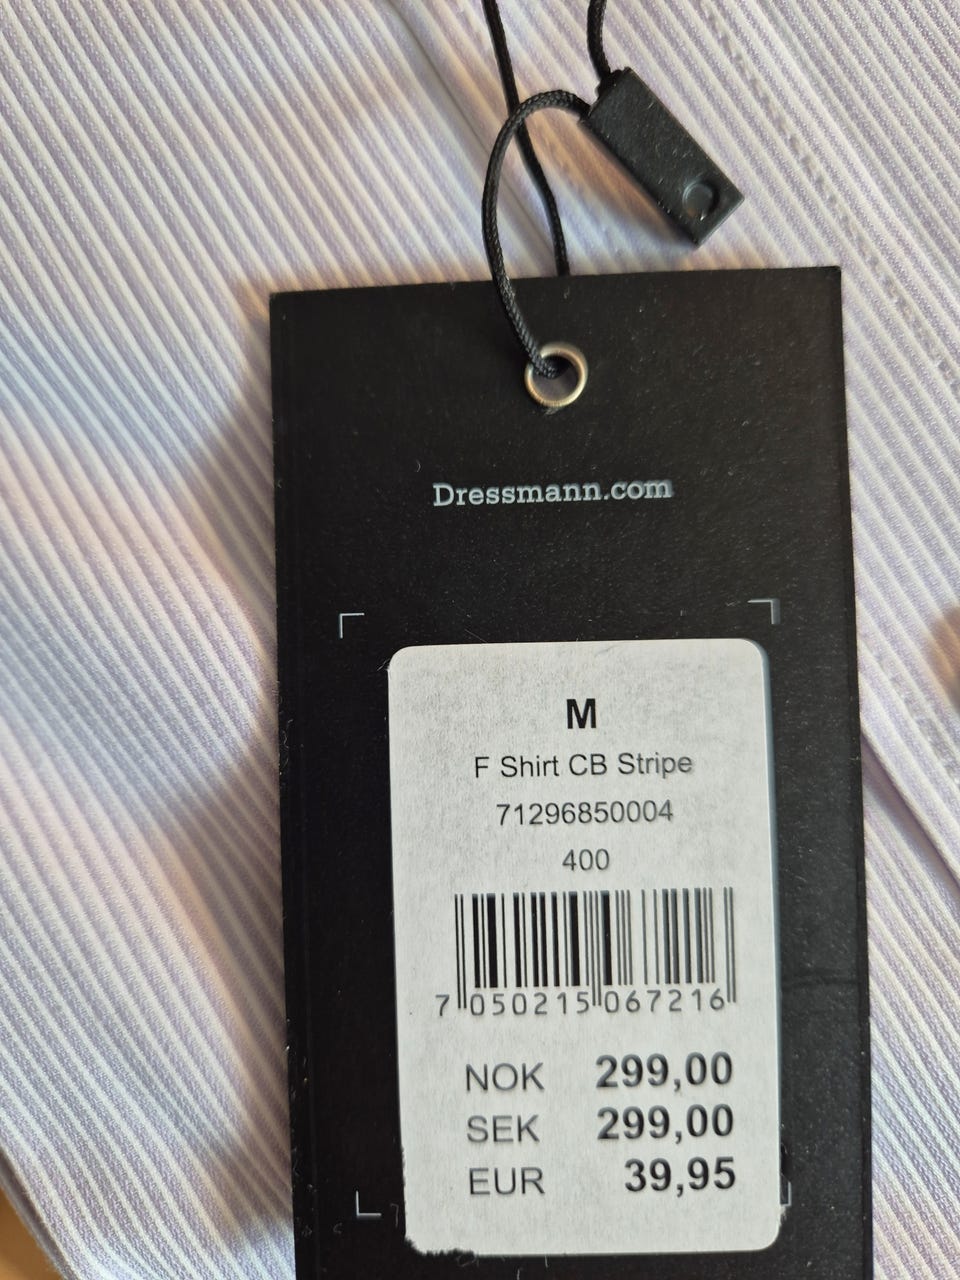 Dressmann.com
M
F Shirt CB Stripe
71296850004
400
7 050215 067216
NOK 299,00
SEK 299,00
EUR 39,95